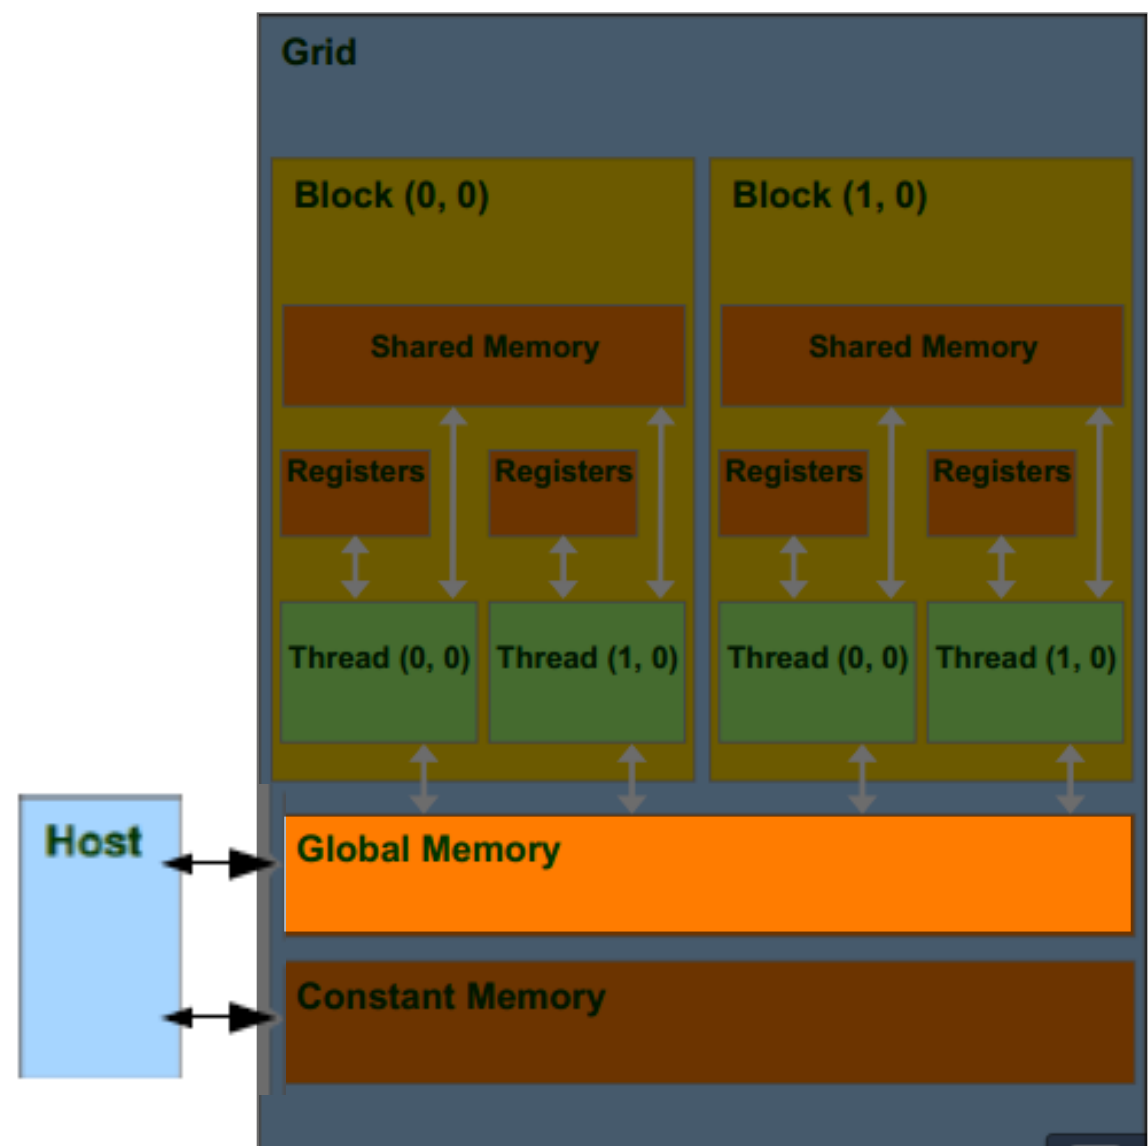 Grid
Block (0, 0)
Block (1, 0)
Shared Memory
Shared Memory
Registers
Registers
Registers
Registers
Thread (0, 0)
Thread (1, 0)
Thread (0, 0)
Thread (1, 0)
Host
Global Memory
Constant Memory